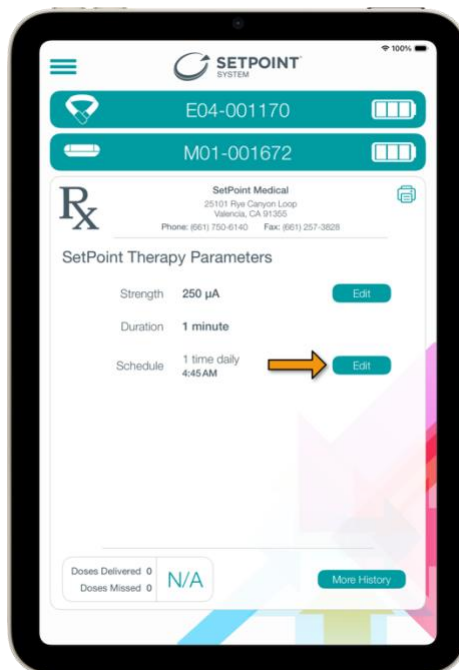 100%
SETPOINT
SYSTEM
E04-001170
M01-001672
Rx
SetPoint Medical
25101 Rye Canyon Loop
Valencia, CA 91355
Phone: (661) 750-6140 Fax: (661) 257-3828
SetPoint Therapy Parameters
Strength 250 µA Edit
Duration 1 minute
Schedule 1 time daily Edit
4:45 AM
Doses Delivered 0
Doses Missed 0
N/A
More History